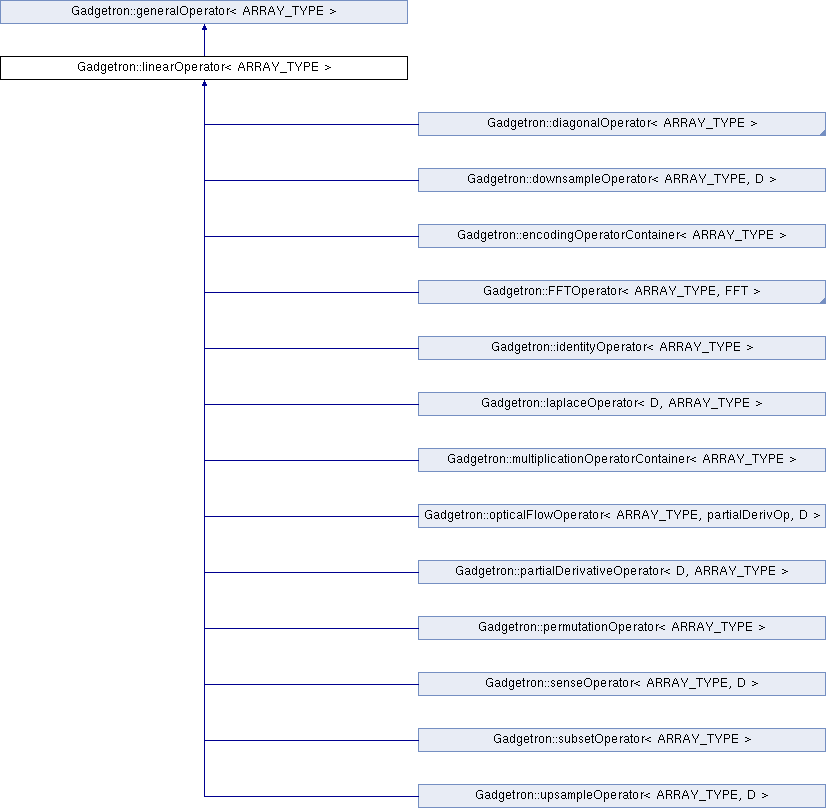 Gadgetron::generalOperator< ARRAY_TYPE >
Gadgetron::linearOperator< ARRAY_TYPE >
Gadgetron::diagonalOperator< ARRAY_TYPE >
Gadgetron::downsampleOperator< ARRAY_TYPE, D >
Gadgetron::encodingOperatorContainer< ARRAY_TYPE >
Gadgetron::FFTOperator< ARRAY_TYPE, FFT >
Gadgetron::identityOperator< ARRAY_TYPE >
Gadgetron::laplaceOperator< D, ARRAY_TYPE >
Gadgetron::multiplicationOperatorContainer< ARRAY_TYPE >
Gadgetron::opticalFlowOperator< ARRAY_TYPE, partialDerivOp, D >
Gadgetron::partialDerivativeOperator< D, ARRAY_TYPE >
Gadgetron::permutationOperator< ARRAY_TYPE >
Gadgetron::senseOperator< ARRAY_TYPE, D >
Gadgetron::subsetOperator< ARRAY_TYPE >
Gadgetron::upsampleOperator< ARRAY_TYPE, D >